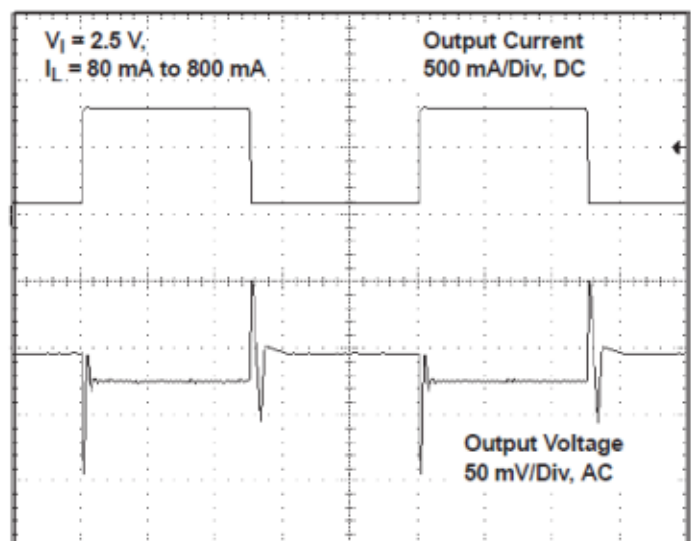 V_I = 2.5 V,
I_L = 80 mA to 800 mA
Output Current
500 mA/Div, DC
Output Voltage
50 mV/Div, AC